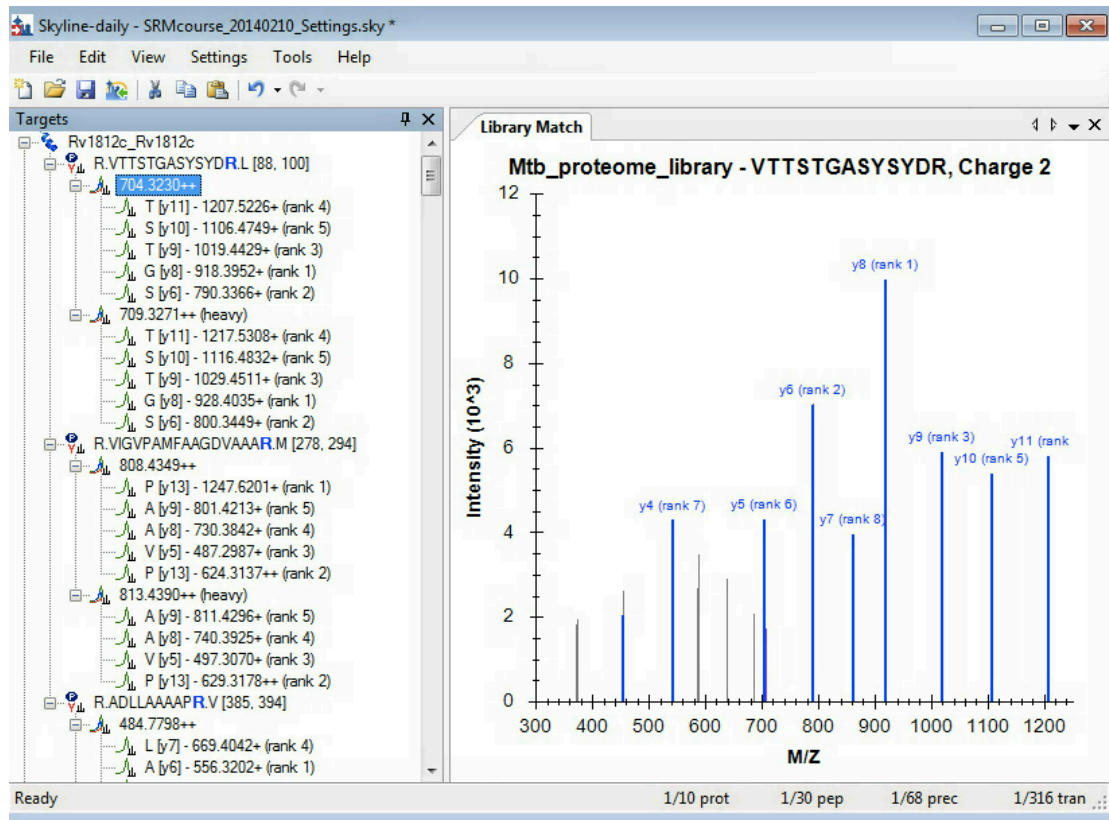 Skyline-daily - SRMcourse_20140210_Settings.sky *
File Edit View Settings Tools Help
Targets
Rv1812c_Rv1812c
R.VTTSTGASYSYDR.L [88, 100]
704.3230++
T [y11] - 1207.5226+ (rank 4)
S [y10] - 1106.4749+ (rank 5)
T [y9] - 1019.4429+ (rank 3)
G [y8] - 918.3952+ (rank 1)
S [y6] - 790.3366+ (rank 2)
709.3271++ (heavy)
T [y11] - 1217.5308+ (rank 4)
S [y10] - 1116.4832+ (rank 5)
T [y9] - 1029.4511+ (rank 3)
G [y8] - 928.4035+ (rank 1)
S [y6] - 800.3449+ (rank 2)
R.VIGVPAMFAAGDVAAAR.M [278, 294]
808.4349++
P [y13] - 1247.6201+ (rank 1)
A [y9] - 801.4213+ (rank 5)
A [y8] - 730.3842+ (rank 4)
V [y5] - 487.2987+ (rank 3)
P [y13] - 624.3137++ (rank 2)
813.4390++ (heavy)
A [y9] - 811.4296+ (rank 5)
A [y8] - 740.3925+ (rank 4)
V [y5] - 497.3070+ (rank 3)
P [y13] - 629.3178++ (rank 2)
R.ADLLAAAAPR.V [385, 394]
484.7798++
L [y7] - 669.4042+ (rank 4)
A [y6] - 556.3202+ (rank 1)
Library Match
Mtb_proteome_library - VTTSTGASYSYDR, Charge 2
Intensity (10^3)
12
10
8
6
4
2
0
y8 (rank 1)
y6 (rank 2)
y9 (rank 3)
y11 (rank
y10 (rank 5)
y4 (rank 7)
y5 (rank 6)
y7 (rank 8)
300 400 500 600 700 800 900 1000 1100 1200
M/Z
Ready 1/10 prot 1/30 pep 1/68 prec 1/316 tran